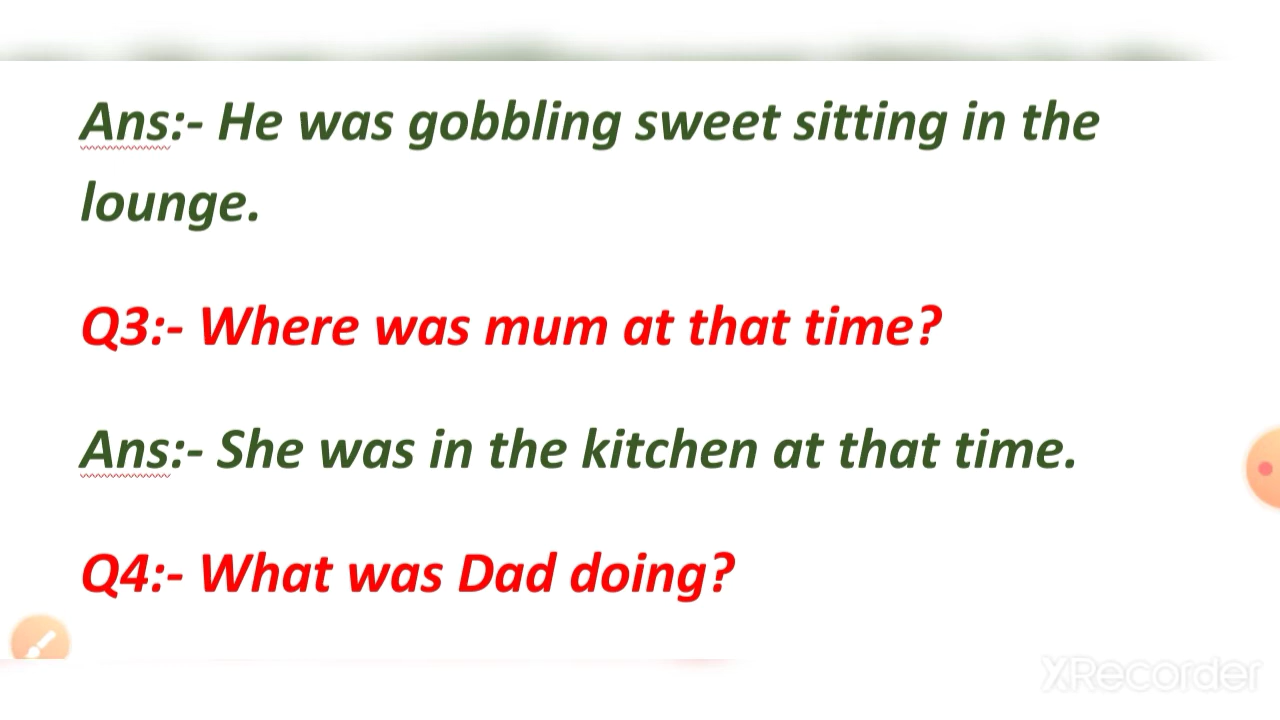 Ans:- He was gobbling sweet sitting in the
lounge.
Q3:- Where was mum at that time?
Ans:- She was in the kitchen at that time.
Q4:- What was Dad doing?
XRecorder